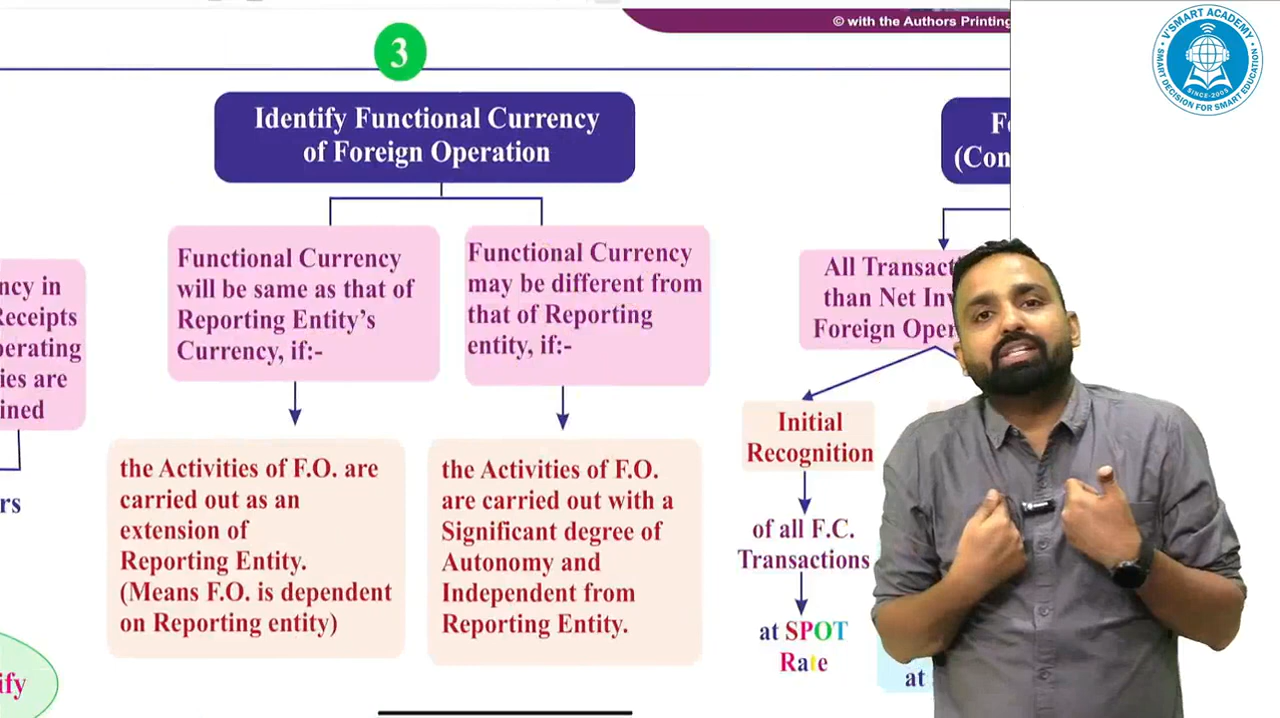 © with the Authors Printing
V'SMART ACADEMY
SMART DECISION FOR SMART EDUCATION
SINCE-2005
3
Identify Functional Currency
of Foreign Operation
Functional Currency
will be same as that of
Reporting Entity's
Currency, if:-
Functional Currency
may be different from
that of Reporting
entity, if:-
the Activities of F.O. are
carried out as an
extension of
Reporting Entity.
(Means F.O. is dependent
on Reporting entity)
the Activities of F.O.
are carried out with a
Significant degree of
Autonomy and
Independent from
Reporting Entity.
ncy in
Receipts
perating
ies are
ined
rs
ify
Fo
(Con
All Transact
than Net Inv
Foreign Oper
Initial
Recognition
of all F.C.
Transactions
at SPOT
Rate
at